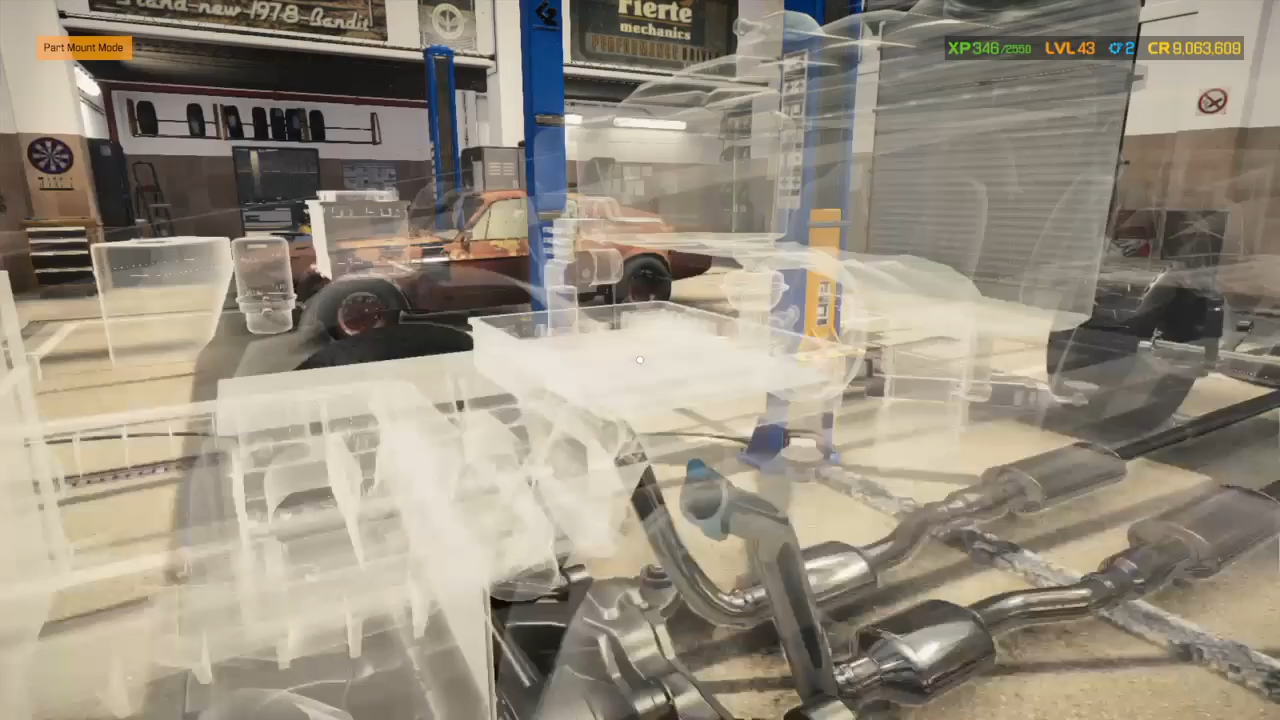 Brand-new 1978 Bandit
Fierte
mechanics
Part Mount Mode
XP 346/2550 LVL 43 2 CR 9,063,609